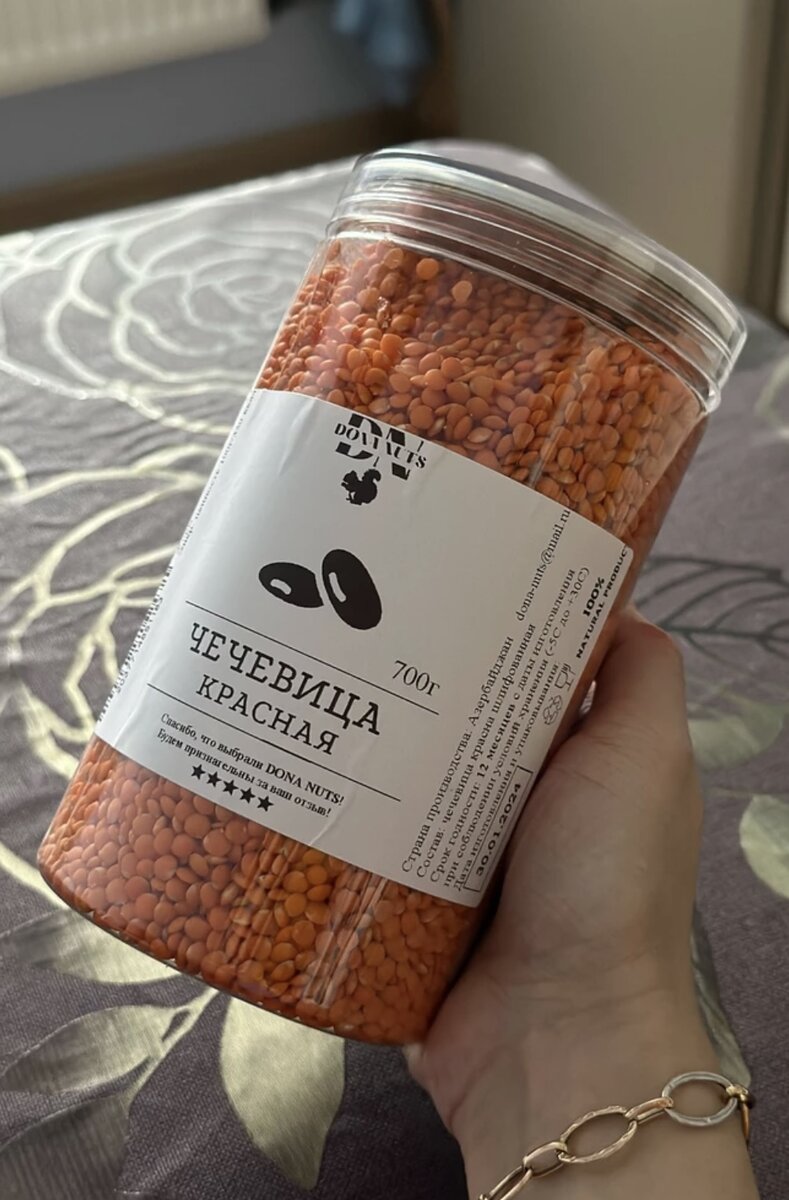 DN
DONA NUTS
700г
ЧЕЧЕВИЦА
КРАСНАЯ
Спасибо, что выбрали DONA NUTS!
Будем признательны за ваш отзыв!
Страна производства. Азербайджан dona-nuts@mail.ru
Состав: чечевица красна шлифованная
Срок годности: 12 месяцев с даты изготовления
при соблюдении условий хранения (-5С до +30С)
Дата изготовления и упаковывания
30.01.2024
100%
NATURAL PRODUC